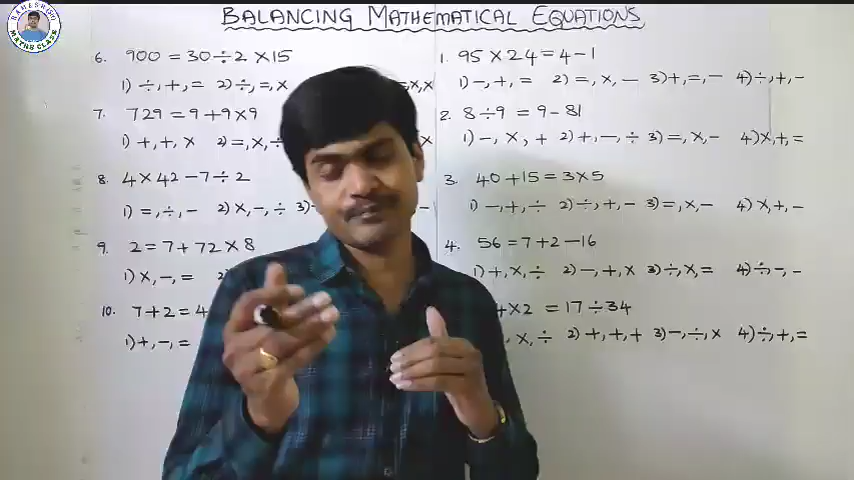 RAMESH SIR
MATHS CLASS
BALANCING MATHEMATICAL EQUATIONS
6. 900 = 30 ÷ 2 × 15
1) ÷, +, = 2) ÷, =, × =, ×, ×
7. 729 = 9 + 9 × 9
1) +, +, × 2) =, ×, ÷ ×
8. 4 × 42 - 7 ÷ 2
1) =, ÷, - 2) ×, -, ÷ 3) -
9. 2 = 7 + 72 × 8
1) ×, -, =
10. 7 + 2 = 4
1) +, -, =
1. 95 × 24 = 4 - 1
1) -, +, = 2) =, ×, - 3) +, =, - 4) ÷, +, -
2. 8 ÷ 9 = 9 - 81
1) -, ×, + 2) +, -, ÷ 3) =, ×, - 4) ×, +, =
3. 40 + 15 = 3 × 5
1) -, +, ÷ 2) ÷, +, - 3) =, ×, - 4) ×, +, -
4. 56 = 7 + 2 - 16
1) +, ×, ÷ 2) -, +, × 3) ÷, ×, = 4) ÷, -, -
+ × 2 = 17 ÷ 34
, ×, ÷ 2) +, +, + 3) -, ÷, × 4) ÷, +, =